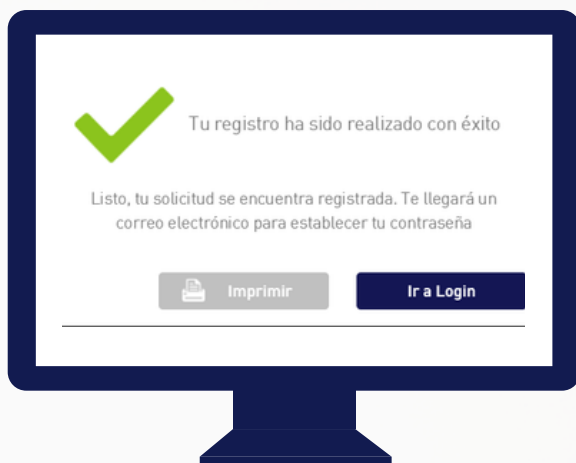 Tu registro ha sido realizado con éxito
Listo, tu solicitud se encuentra registrada. Te llegará un
correo electrónico para establecer tu contraseña
Imprimir
Ir a Login